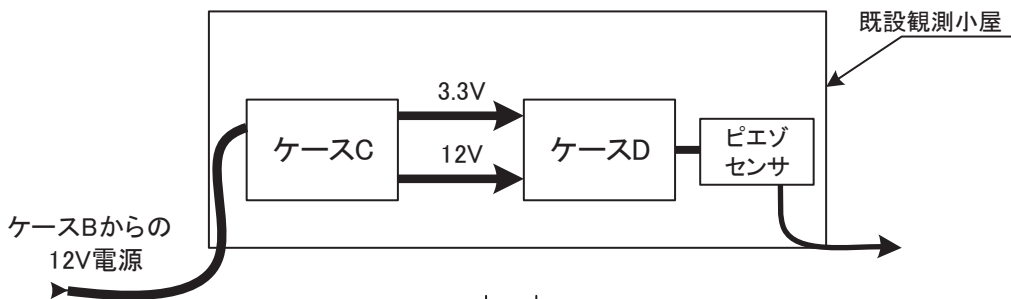 既設観測小屋
3.3V
ケースC
12V
ケースD
ピエゾ
センサ
ケースBからの
12V電源